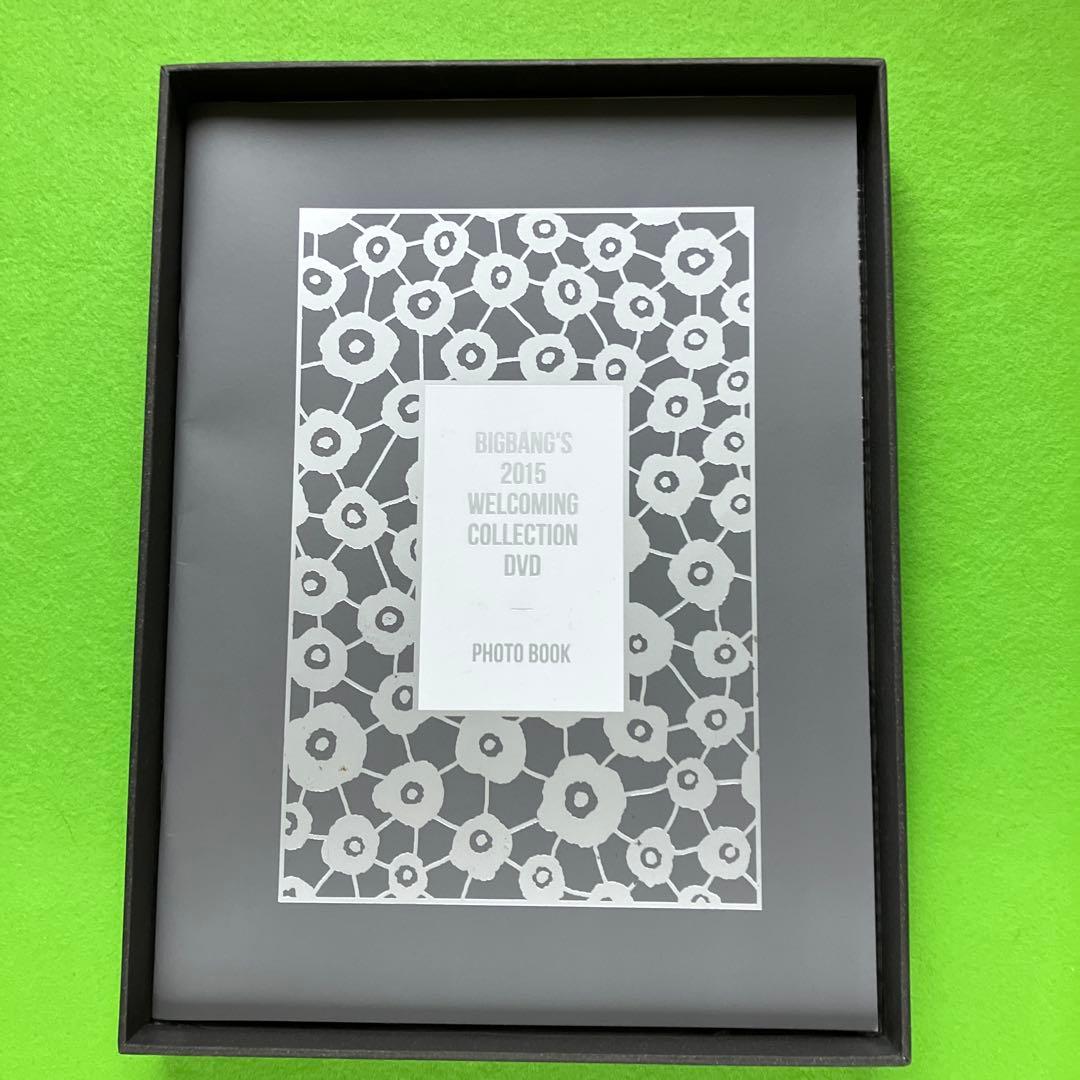 BIGBANG'S
2015
WELCOMING
COLLECTION
DVD
PHOTO BOOK